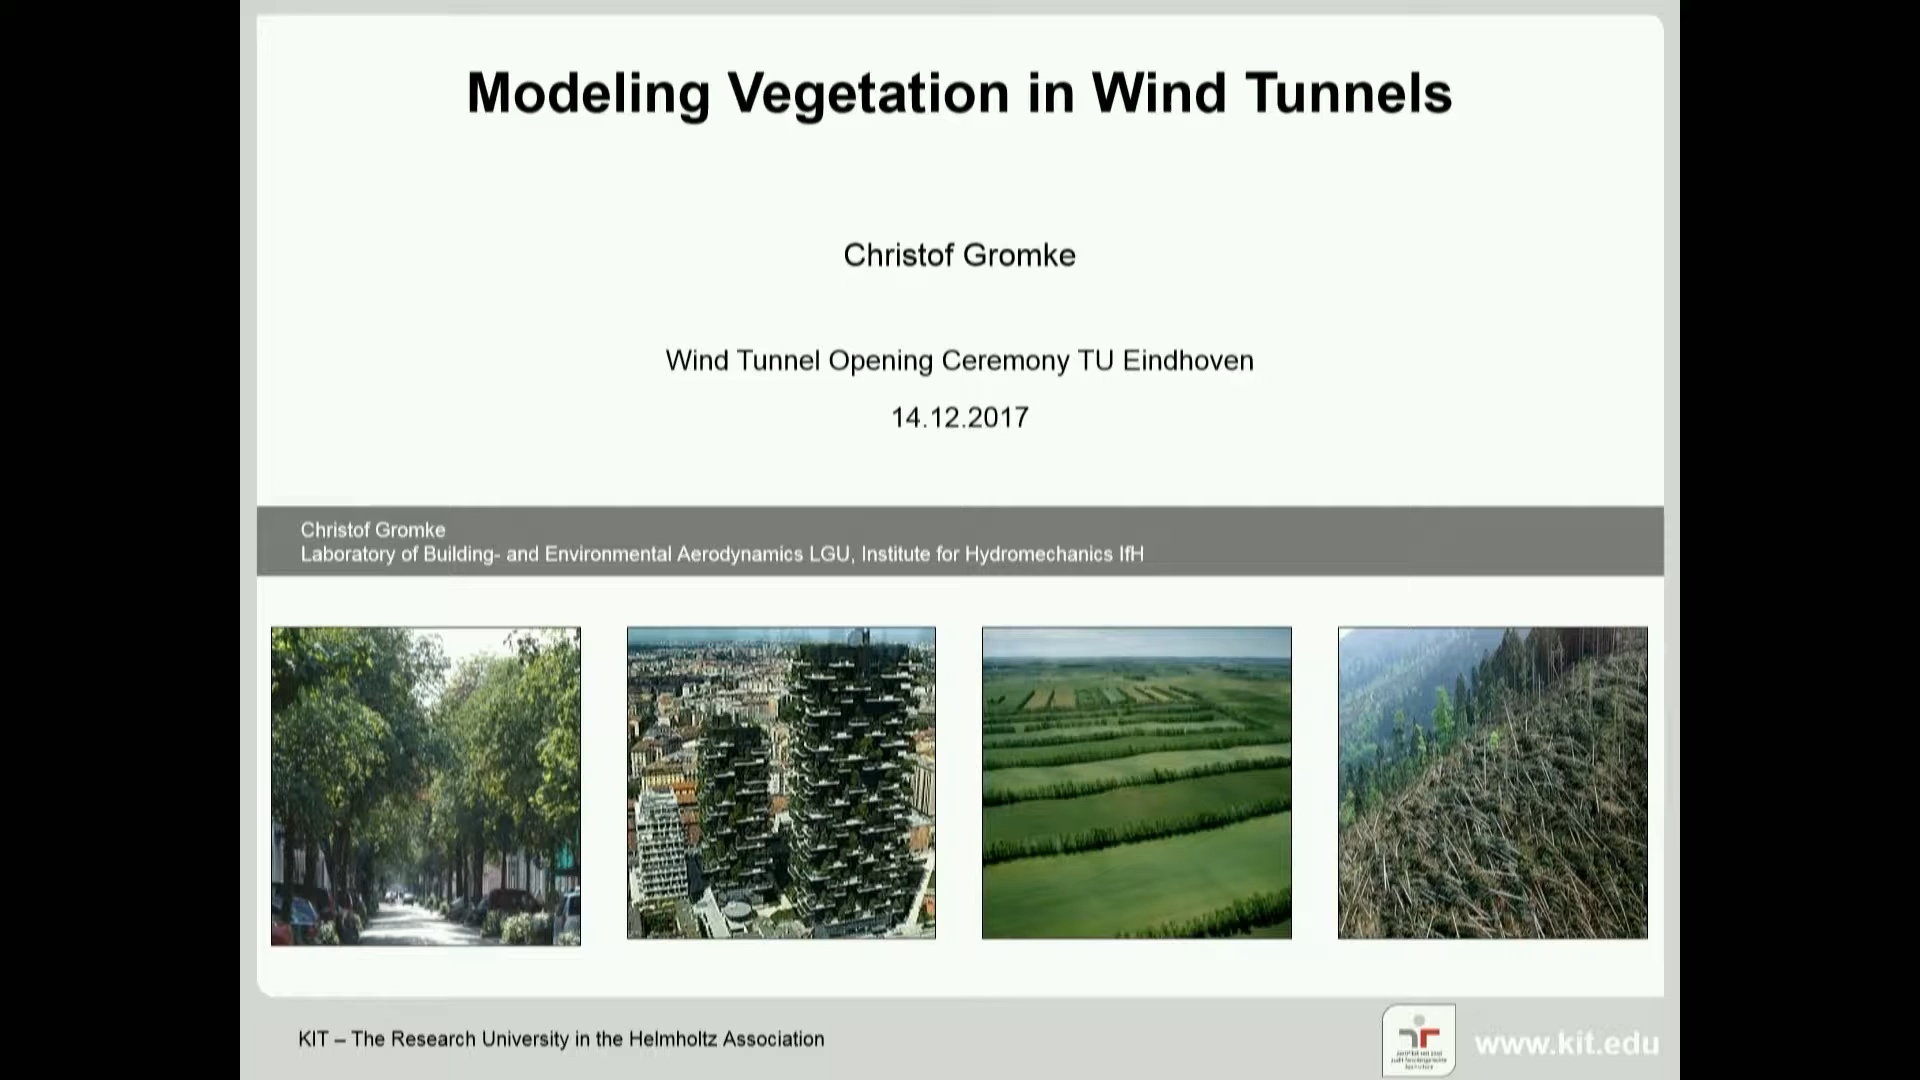 Modeling Vegetation in Wind Tunnels
Christof Gromke
Wind Tunnel Opening Ceremony TU Eindhoven
14.12.2017
Christof Gromke
Laboratory of Building- and Environmental Aerodynamics LGU, Institute for Hydromechanics IfH
KIT – The Research University in the Helmholtz Association
www.kit.edu